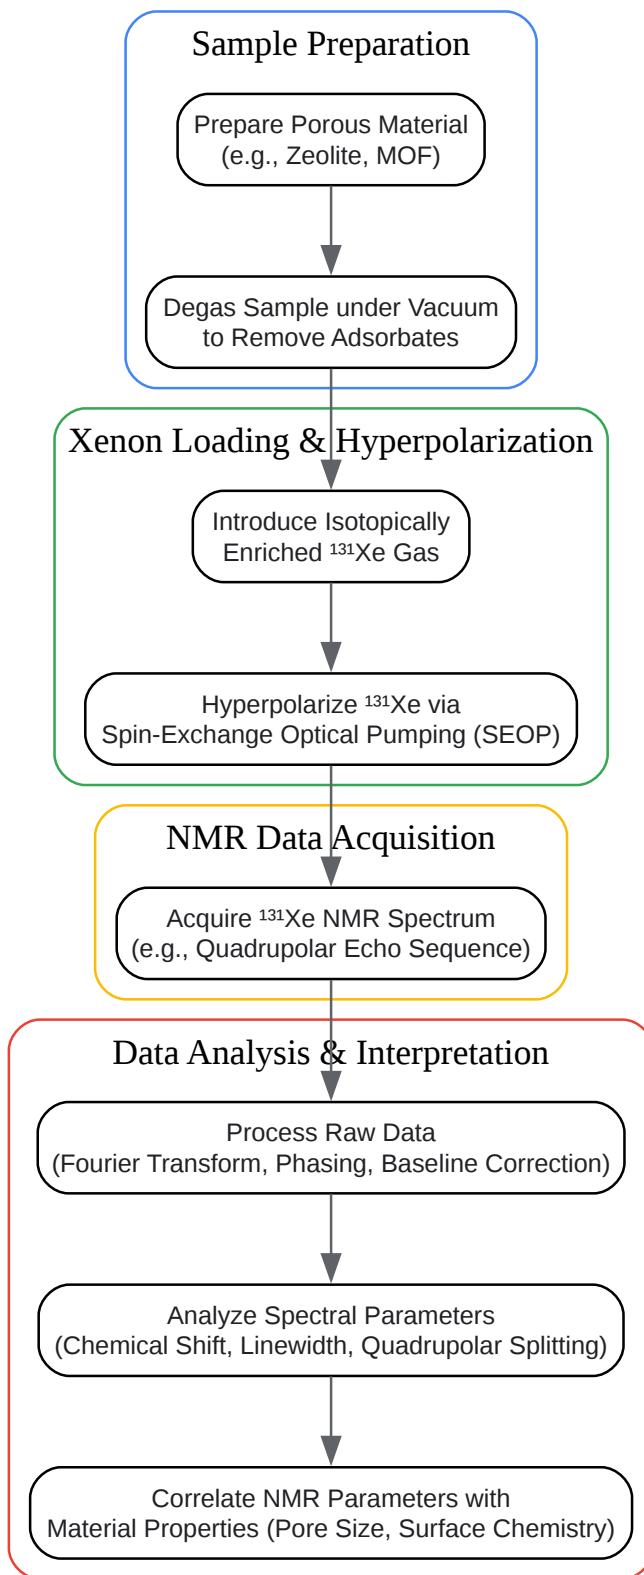 Sample Preparation
Prepare Porous Material
(e.g., Zeolite, MOF)
Degas Sample under Vacuum
to Remove Adsorbates
Xenon Loading & Hyperpolarization
Introduce Isotopically
Enriched ¹³¹Xe Gas
Hyperpolarize ¹³¹Xe via
Spin-Exchange Optical Pumping (SEOP)
NMR Data Acquisition
Acquire ¹³¹Xe NMR Spectrum
(e.g., Quadrupolar Echo Sequence)
Data Analysis & Interpretation
Process Raw Data
(Fourier Transform, Phasing, Baseline Correction)
Analyze Spectral Parameters
(Chemical Shift, Linewidth, Quadrupolar Splitting)
Correlate NMR Parameters with
Material Properties (Pore Size, Surface Chemistry)